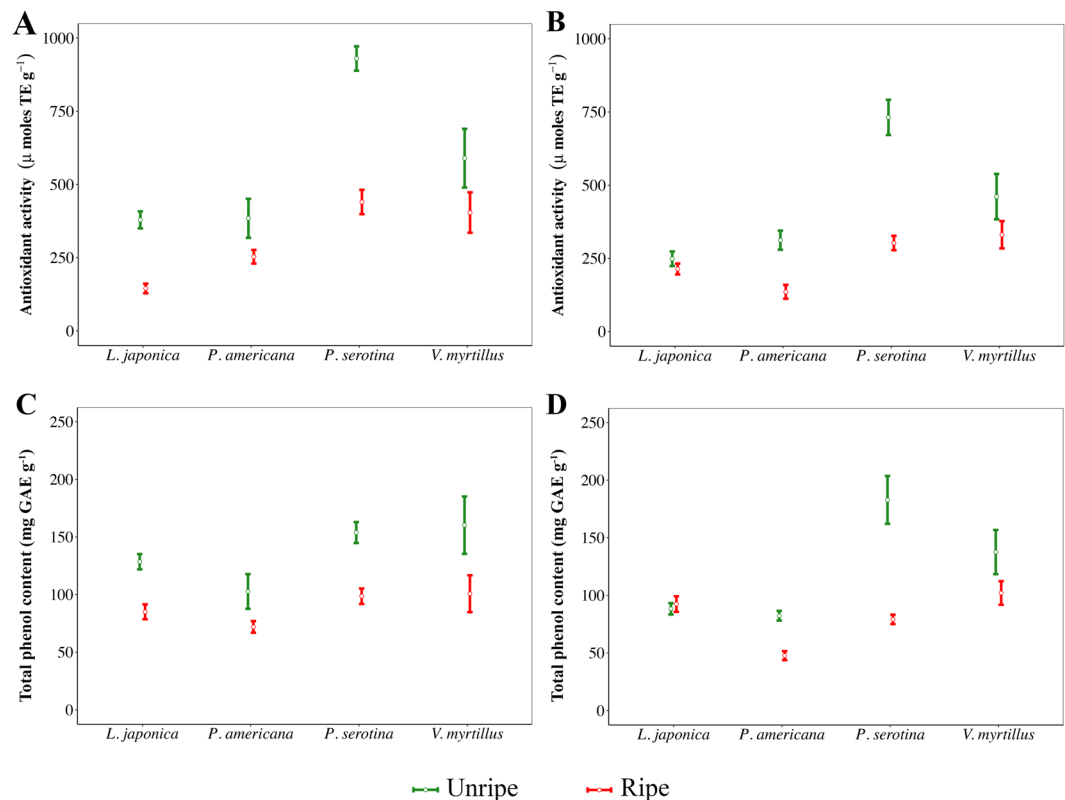 A
Antioxidant activity (μ moles TE g⁻¹)
1000
750
500
250
0
L. japonica P. americana P. serotina V. myrtillus
B
Antioxidant activity (μ moles TE g⁻¹)
1000
750
500
250
0
L. japonica P. americana P. serotina V. myrtillus
C
Total phenol content (mg GAE g⁻¹)
250
200
150
100
50
0
L. japonica P. americana P. serotina V. myrtillus
D
Total phenol content (mg GAE g⁻¹)
250
200
150
100
50
0
L. japonica P. americana P. serotina V. myrtillus
Unripe Ripe